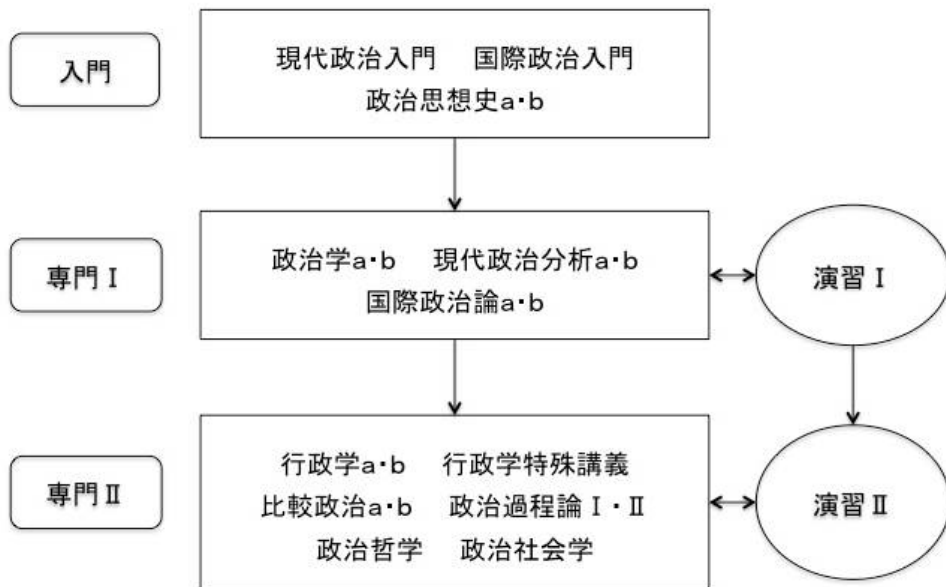 入門
現代政治入門　国際政治入門
政治思想史a・b
専門Ⅰ
政治学a・b　現代政治分析a・b
国際政治論a・b
演習Ⅰ
専門Ⅱ
行政学a・b　行政学特殊講義
比較政治a・b　政治過程論Ⅰ・Ⅱ
政治哲学　政治社会学
演習Ⅱ